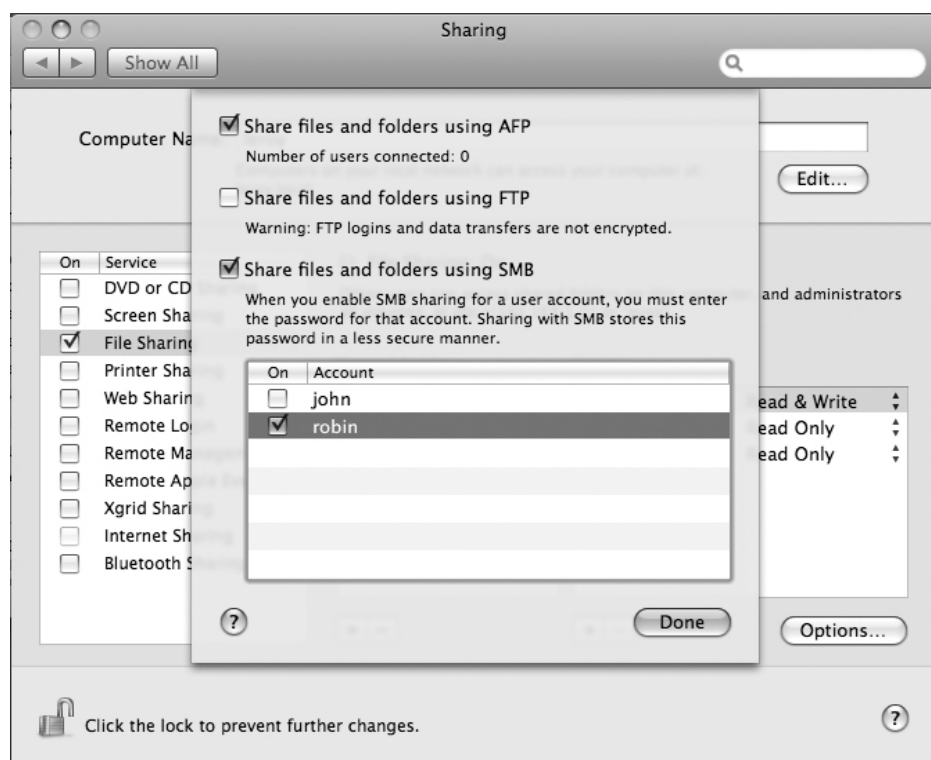 Sharing
Show All
Computer Na
Edit...
Share files and folders using AFP
Number of users connected: 0
Share files and folders using FTP
Warning: FTP logins and data transfers are not encrypted.
Share files and folders using SMB
When you enable SMB sharing for a user account, you must enter
the password for that account. Sharing with SMB stores this
password in a less secure manner.
On Account
john
robin
Done
On Service
DVD or CD
Screen Sha
File Sharing
Printer Sha
Web Sharin
Remote Lo
Remote Ma
Remote Ap
Xgrid Shari
Internet Sh
Bluetooth S
and administrators
ead & Write
ead Only
ead Only
Options...
Click the lock to prevent further changes.